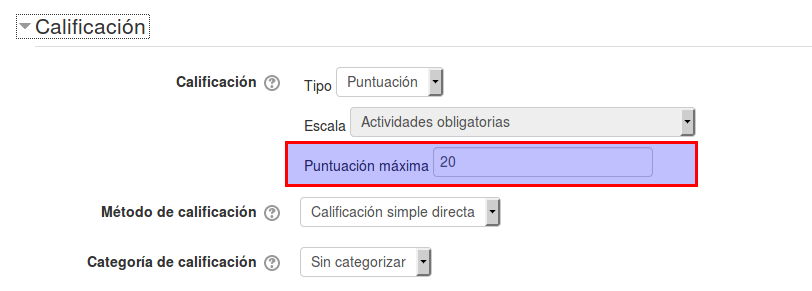 Calificación
Calificación Tipo Puntuación
Escala Actividades obligatorias
Puntuación máxima 20
Método de calificación Calificación simple directa
Categoría de calificación Sin categorizar